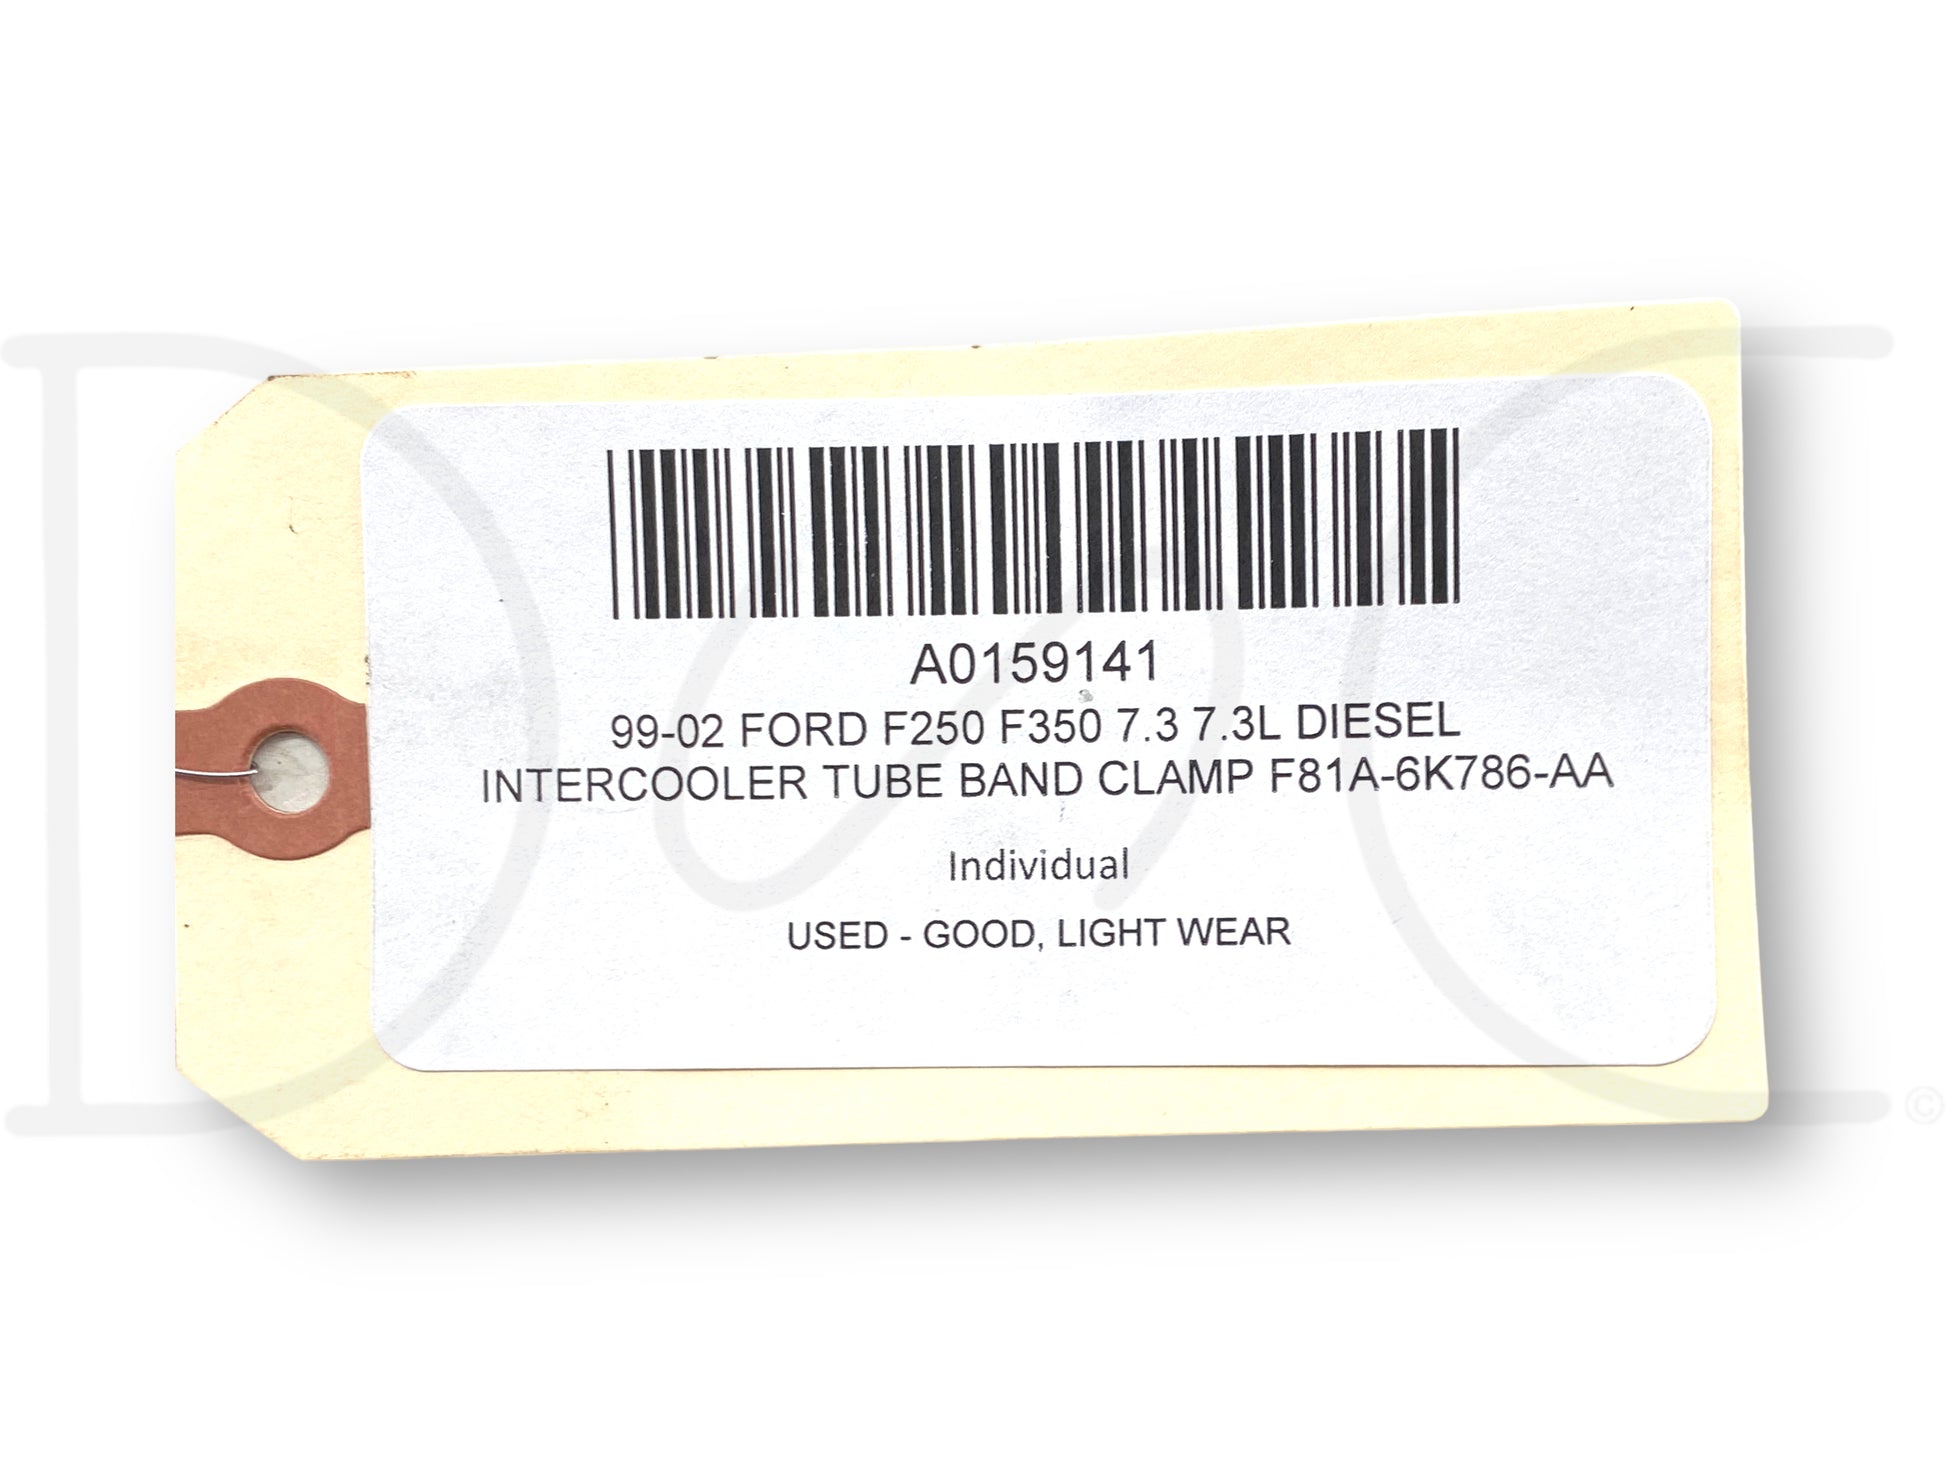 A0159141
99-02 FORD F250 F350 7.3 7.3L DIESEL
INTERCOOLER TUBE BAND CLAMP F81A-6K786-AA
Individual
USED - GOOD, LIGHT WEAR
©